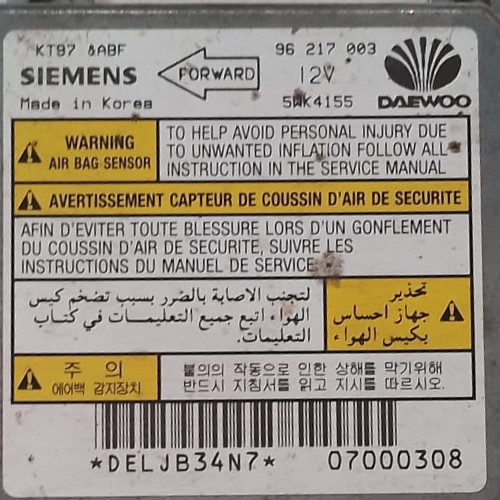 KT97 &ABF
96 217 003
SIEMENS
FORWARD
12V
Made in Korea
5WK4155
DAEWOO
WARNING
AIR BAG SENSOR
TO HELP AVOID PERSONAL INJURY DUE
TO UNWANTED INFLATION FOLLOW ALL
INSTRUCTION IN THE SERVICE MANUAL
AVERTISSEMENT CAPTEUR DE COUSSIN D'AIR DE SECURITE
AFIN D'EVITER TOUTE BLESSURE LORS D'UN GONFLEMENT
DU COUSSIN D'AIR DE SECURITE, SUIVRE LES
INSTRUCTIONS DU MANUEL DE SERVICE
تحذير
جهاز احساس
بكيس الهواء
لتجنب الاصابة بالضرر بسبب تضخم كيس
الهواء اتبع جميع التعليمات في كتاب
التعليمات.
주 의
에어백 감지장치
불의의 작동으로 인한 상해를 막기위해
반드시 지침서를 읽고 지시를 따르시오.
*DELJB34N7*
07000308